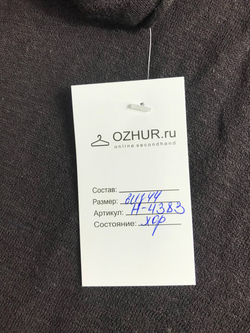 OZHUR.ru
online secondhand
Состав:
Размер: 44
Артикул: Н-4383
Состояние: хор